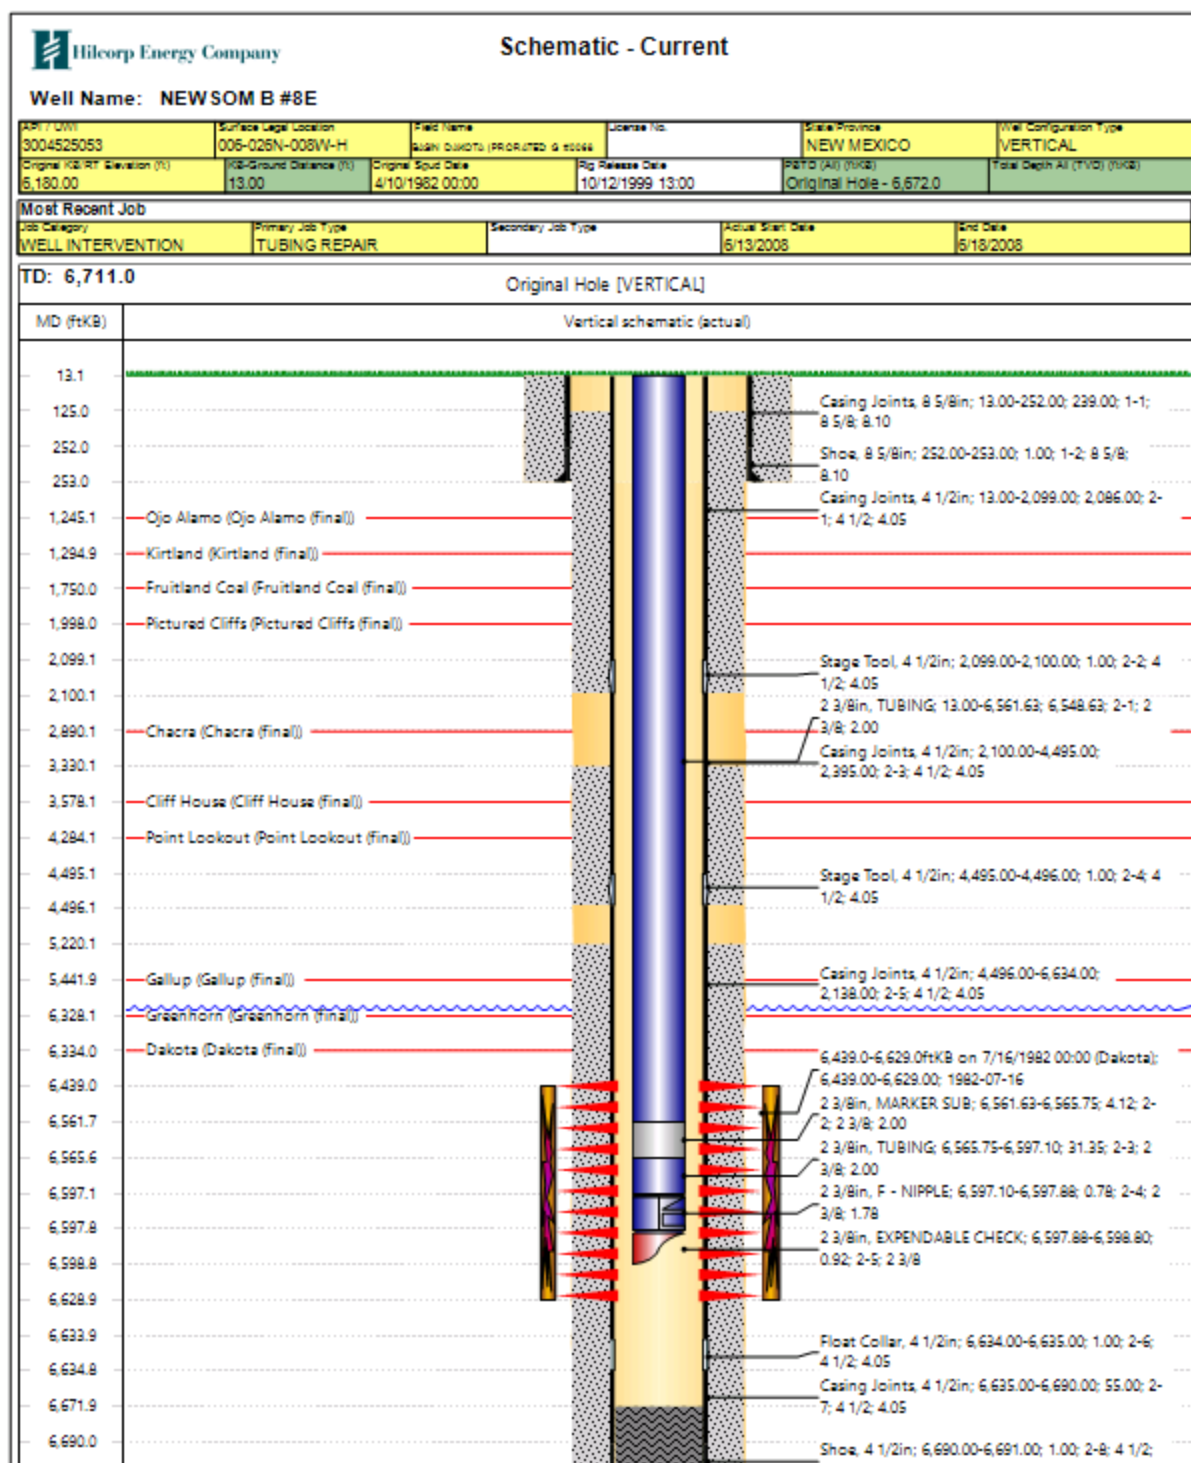 Hilcorp Energy Company
Schematic - Current
Well Name: NEWSOM B #8E
API / UWI Surface Legal Location Field Name License No. State/Province Well Configuration Type
3004525053 006-026N-008W-H BASIN DAKOTA (PRORATED G NEW MEXICO VERTICAL
Original KB/RT Elevation (ft) KB-Ground Distance (ft) Original Spud Date Rig Release Date PBTD (All) (ftKB) Total Depth All (TVD) (ftKB)
6,180.00 13.00 4/10/1982 00:00 10/12/1999 13:00 Original Hole - 6,672.0
Most Recent Job
Job Category Primary Job Type Secondary Job Type Actual Start Date End Date
WELL INTERVENTION TUBING REPAIR 6/13/2008 6/18/2008
TD: 6,711.0
Original Hole [VERTICAL]
MD (ftKB) Vertical schematic (actual)
13.1
Casing Joints, 8 5/8in; 13.00-252.00; 239.00; 1-1;
125.0
8 5/8; 8.10
252.0
Shoe, 8 5/8in; 252.00-253.00; 1.00; 1-2; 8 5/8;
8.10
253.0
Casing Joints, 4 1/2in; 13.00-2,099.00; 2,086.00; 2-
1,245.1 Ojo Alamo (Ojo Alamo (final)) 1; 4 1/2; 4.05
1,294.9 Kirtland (Kirtland (final))
1,750.0 Fruitland Coal (Fruitland Coal (final))
1,998.0 Pictured Cliffs (Pictured Cliffs (final))
2,099.1 Stage Tool, 4 1/2in; 2,099.00-2,100.00; 1.00; 2-2; 4
1/2; 4.05
2,100.1
2 3/8in, TUBING; 13.00-6,561.63; 6,548.63; 2-1; 2
2,890.1 Chacra (Chacra (final)) 3/8; 2.00
Casing Joints, 4 1/2in; 2,100.00-4,495.00;
3,330.1 2,395.00; 2-3; 4 1/2; 4.05
3,578.1 Cliff House (Cliff House (final))
4,284.1 Point Lookout (Point Lookout (final))
4,495.1 Stage Tool, 4 1/2in; 4,495.00-4,496.00; 1.00; 2-4; 4
1/2; 4.05
4,496.1
5,220.1
5,441.9 Gallup (Gallup (final)) Casing Joints, 4 1/2in; 4,496.00-6,634.00;
2,138.00; 2-5; 4 1/2; 4.05
6,328.1 Greenhorn (Greenhorn (final))
6,334.0 Dakota (Dakota (final)) 6,439.0-6,629.0ftKB on 7/16/1982 00:00 (Dakota);
6,439.0 6,439.00-6,629.00; 1982-07-16
2 3/8in, MARKER SUB; 6,561.63-6,565.75; 4.12; 2-
6,561.7 2; 2 3/8; 2.00
2 3/8in, TUBING; 6,565.75-6,597.10; 31.35; 2-3; 2
6,565.6 3/8; 2.00
6,597.1 2 3/8in, F - NIPPLE; 6,597.10-6,597.88; 0.78; 2-4; 2
3/8; 1.78
6,597.8
2 3/8in, EXPENDABLE CHECK; 6,597.88-6,598.80;
6,598.8 0.92; 2-5; 2 3/8
6,628.9
6,633.9 Float Collar, 4 1/2in; 6,634.00-6,635.00; 1.00; 2-6;
4 1/2; 4.05
6,634.8
Casing Joints, 4 1/2in; 6,635.00-6,690.00; 55.00; 2-
6,671.9 7; 4 1/2; 4.05
6,690.0 Shoe, 4 1/2in; 6,690.00-6,691.00; 1.00; 2-8; 4 1/2;